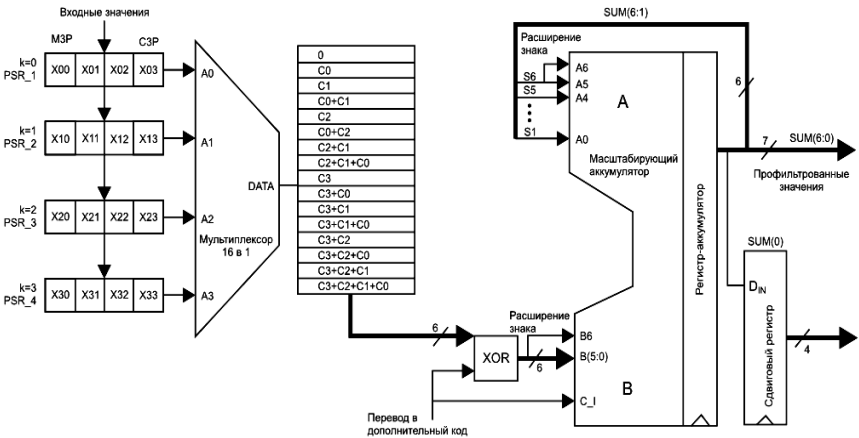 Входные значения
МЗР
СЗР
k=0
PSR_1
X00 X01 X02 X03
k=1
PSR_2
X10 X11 X12 X13
k=2
PSR_3
X20 X21 X22 X23
k=3
PSR_4
X30 X31 X32 X33
A0
A1
A2
A3
DATA
Мультиплексор
16 в 1
0
C0
C1
C0+C1
C2
C0+C2
C2+C1
C2+C1+C0
C3
C3+C0
C3+C1
C3+C1+C0
C3+C2
C3+C2+C0
C3+C2+C1
C3+C2+C1+C0
6
XOR
Перевод в
дополнительный код
Расширение
знака
6
B6
B(5:0)
C_I
B
SUM(6:1)
Расширение
знака
S6
S5
S1
A6
A5
A4
A0
A
Масштабирующий
аккумулятор
Регистр-аккумулятор
6
7
SUM(6:0)
Профильтрованные
значения
SUM(0)
DIN
Сдвиговый регистр
4